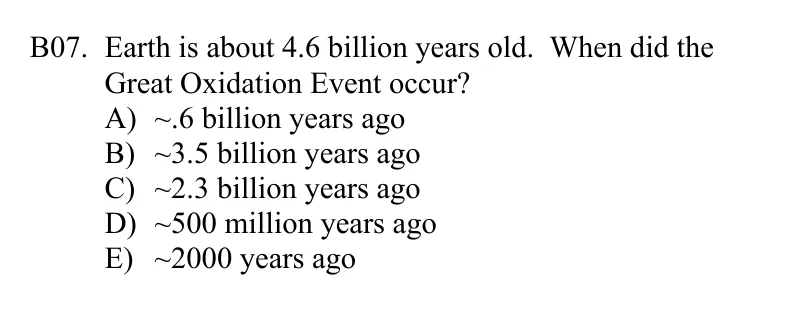 B07. Earth is about 4.6 billion years old. When did the
Great Oxidation Event occur?
A) ~.6 billion years ago
B) ~3.5 billion years ago
C) ~2.3 billion years ago
D) ~500 million years ago
E) ~2000 years ago